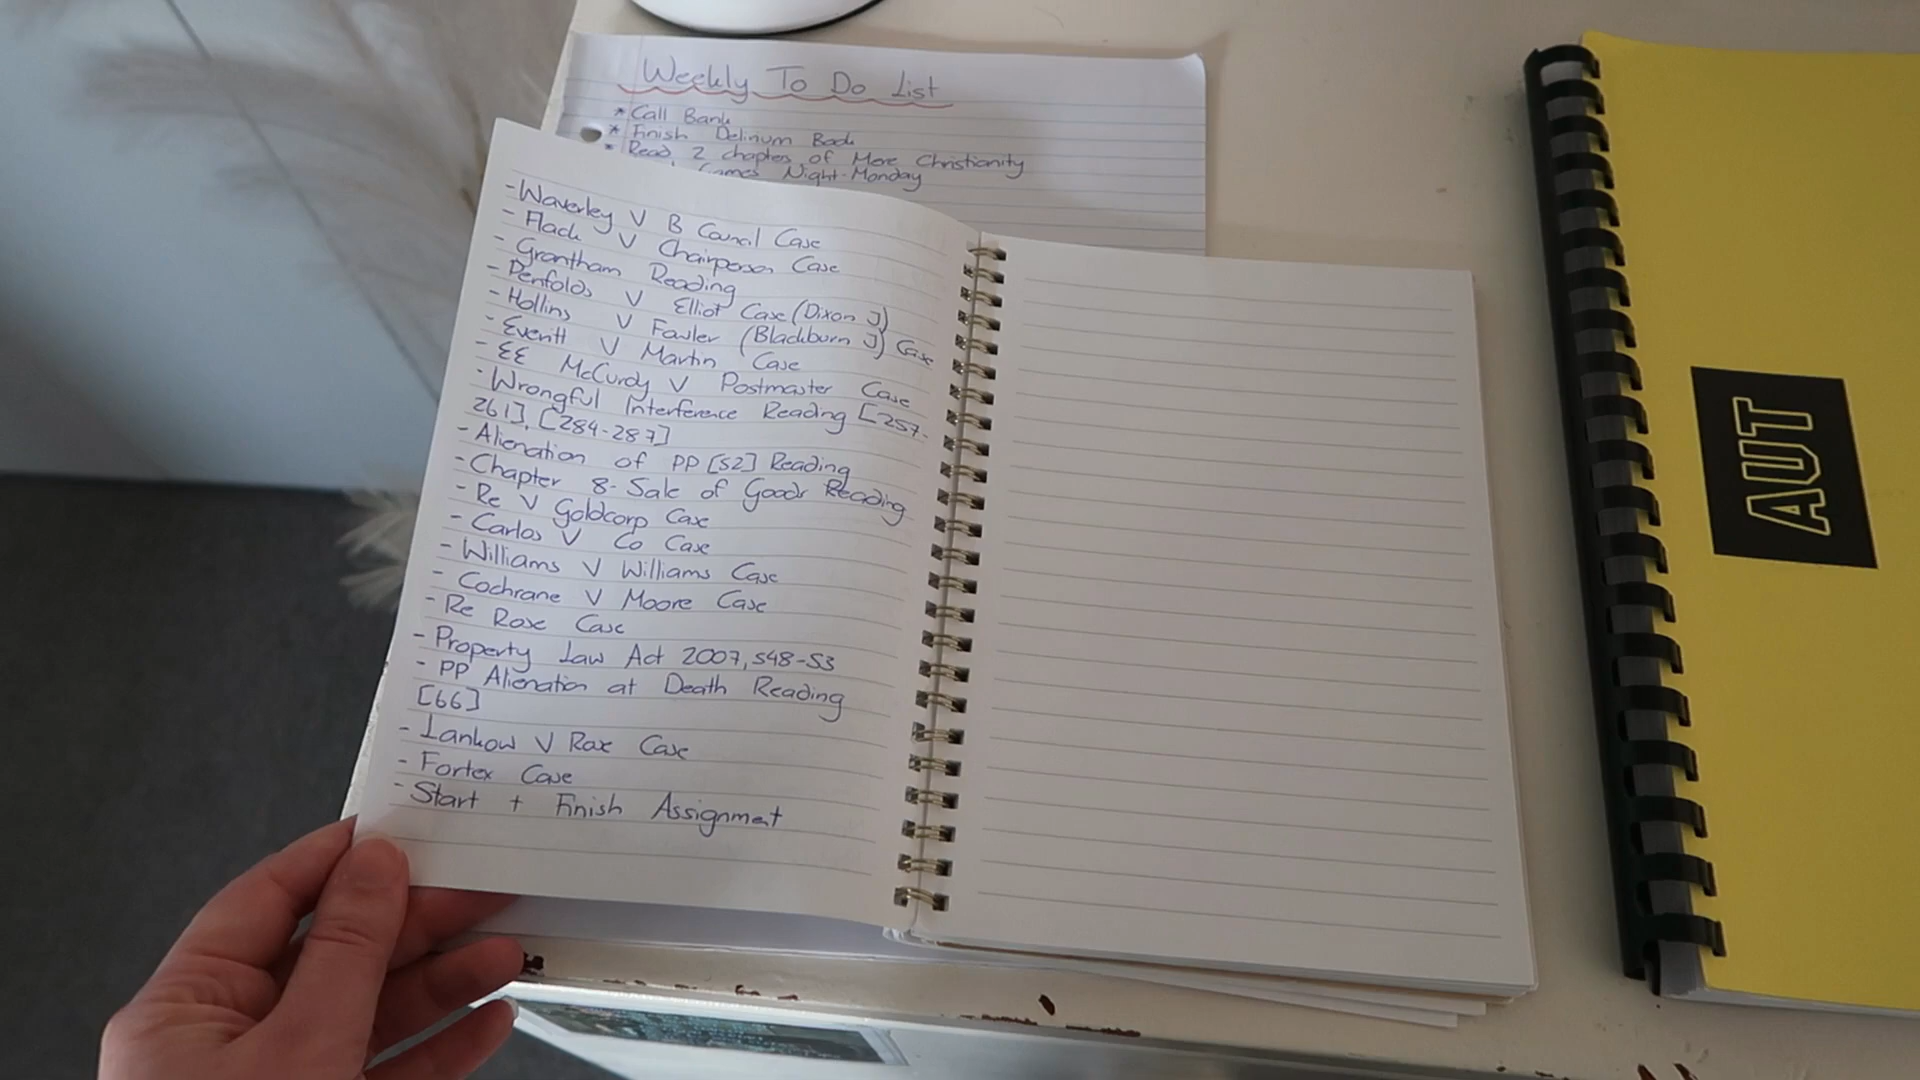 Weekly To Do List
* Call Bank
* Finish Delirium Book
* Read 2 chapters of Mere Christianity
Games Night-Monday
- Waverley V B Council Case
- Flack V Chairperson Case
- Grantham Reading
- Penfolds V Elliot Case (Dixon J)
- Hollins V Fowler (Blackburn J) Case
- Everitt V Martin Case
- EE McCurdy V Postmaster Case
- Wrongful Interference Reading [257-
261], [284-287]
- Alienation of PP [52] Reading
- Chapter 8- Sale of Goods Reading
- Re V Goldcorp Case
- Carlos V Co Case
- Williams V Williams Case
- Cochrane V Moore Case
- Re Rose Case
- Property Law Act 2007, S48-53
- PP Alienation at Death Reading
[66]
- Lankow V Rose Case
- Fortex Case
- Start + Finish Assignment
AUT